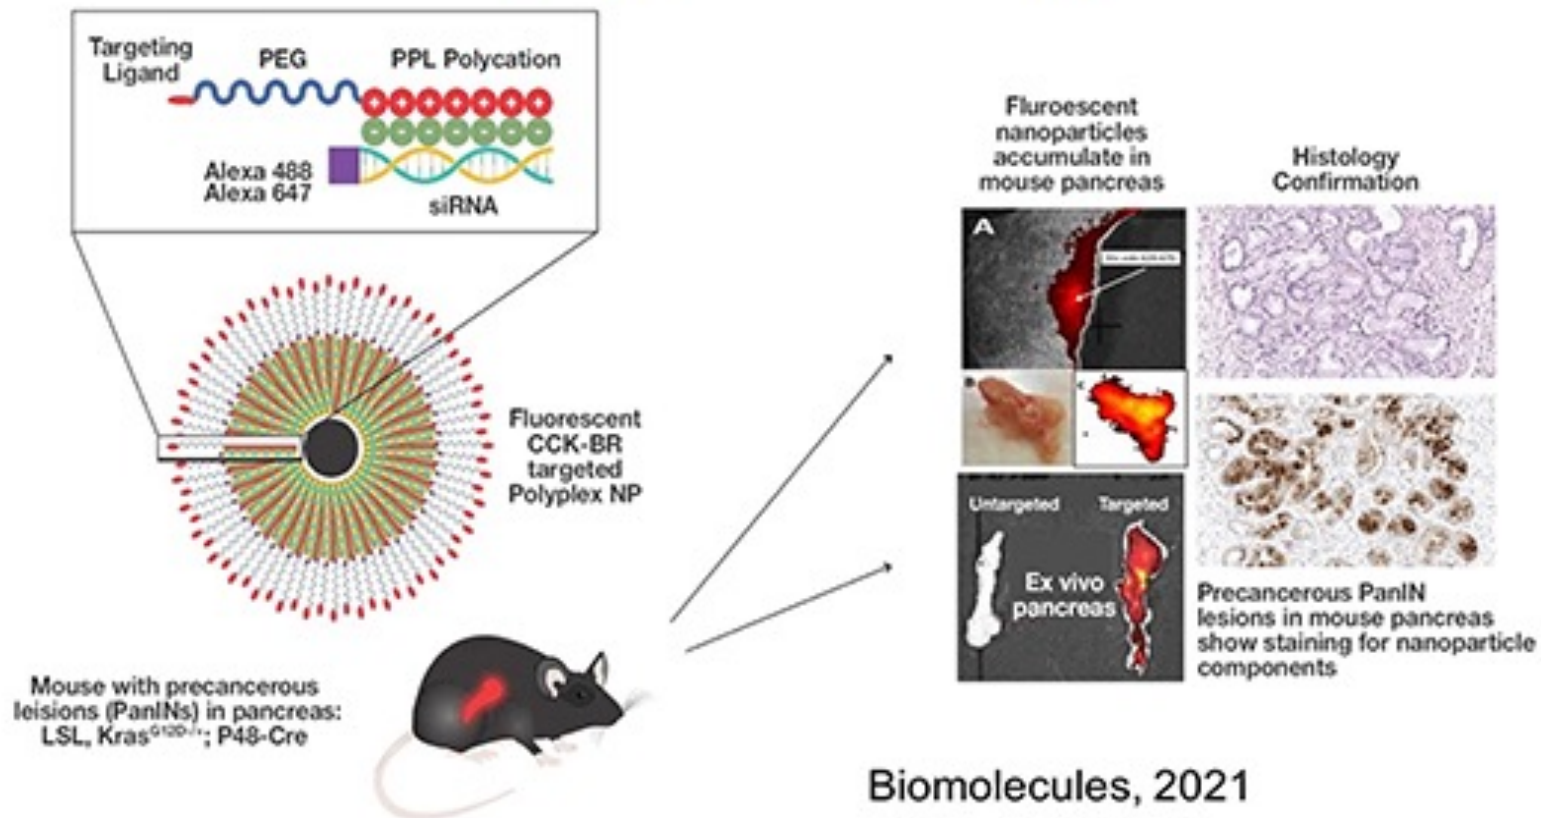 Targeting
Ligand
PEG
PPL Polycation
Alexa 488
Alexa 647
siRNA
Fluorescent
CCK-BR
targeted
Polyplex NP
Mouse with precancerous
leisions (PanINs) in pancreas:
LSL, Kras^G12D-/+; P48-Cre
Fluroescent
nanoparticles
accumulate in
mouse pancreas
Histology
Confirmation
A
Untargeted
Targeted
Ex vivo
pancreas
Precancerous PanIN
lesions in mouse pancreas
show staining for nanoparticle
components
Biomolecules, 2021